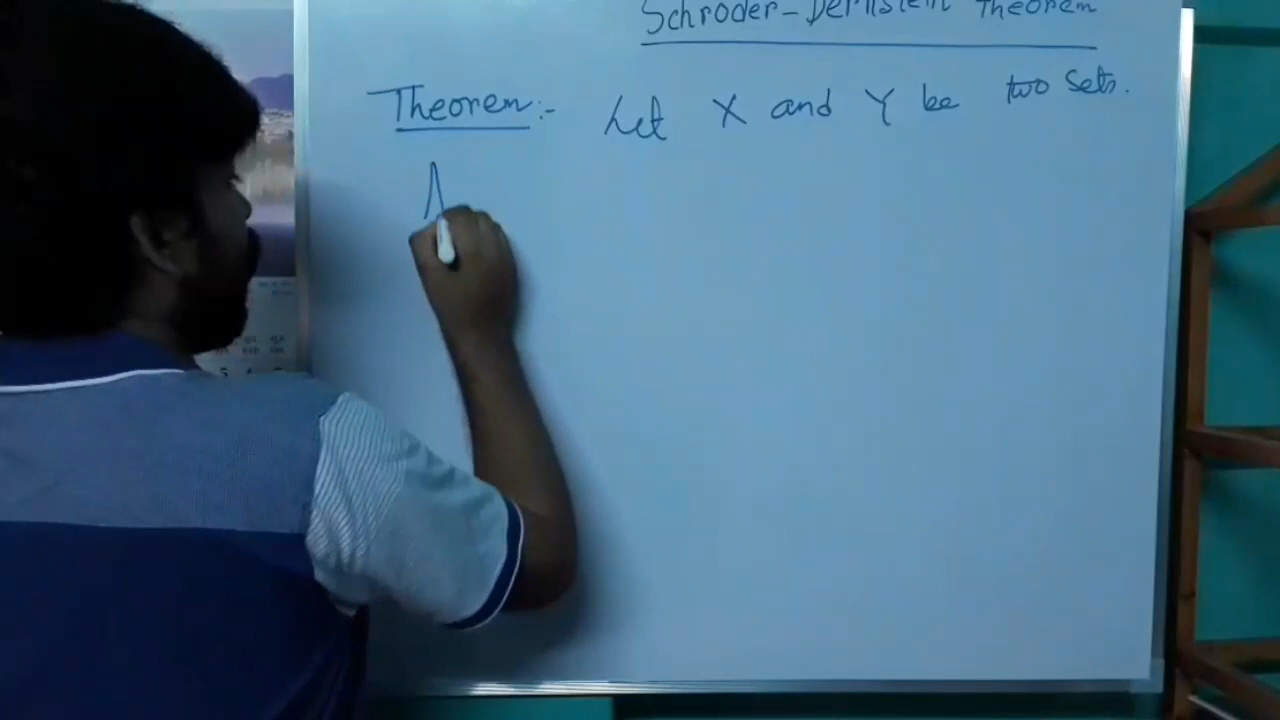 Schroder-Bernstein Theorem
Theorem:- Let X and Y be two sets.
A